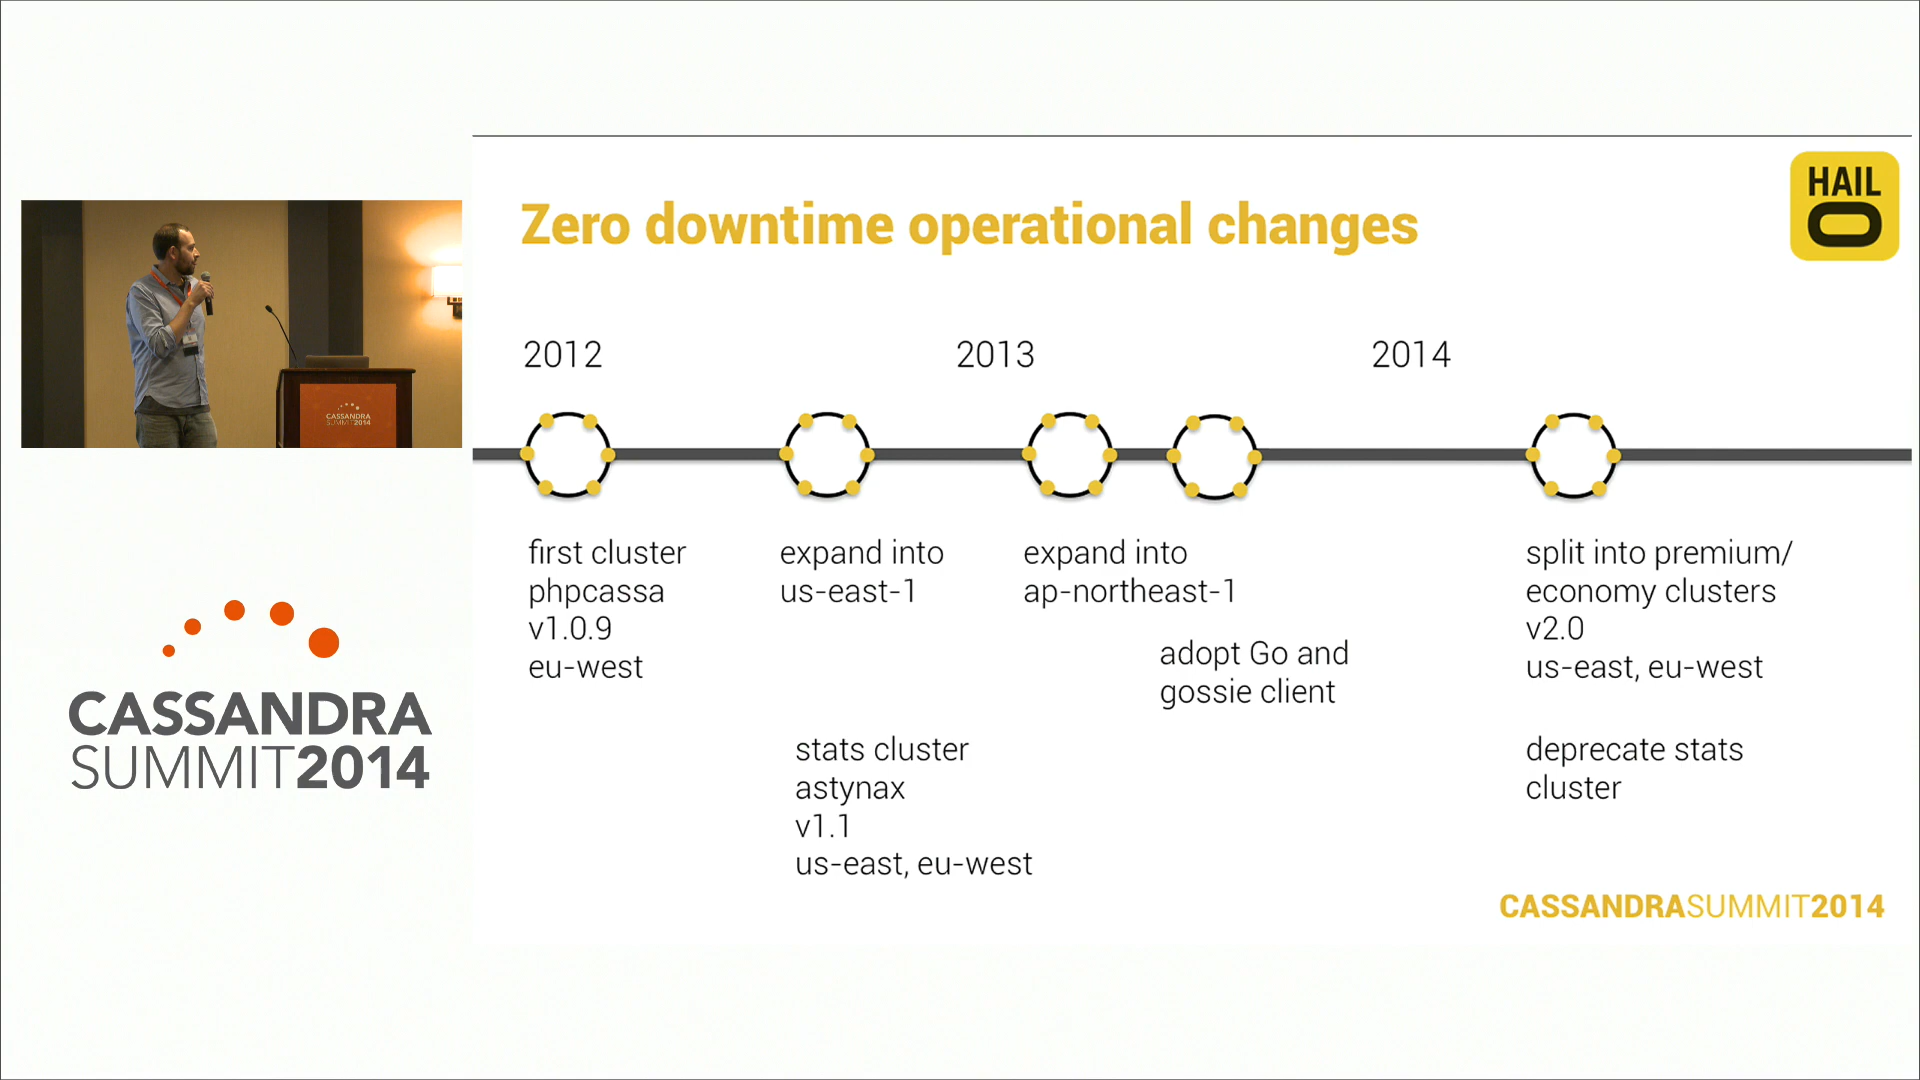 HAIL
O
Zero downtime operational changes
2012
2013
2014
first cluster
phpcassa
v1.0.9
eu-west
expand into
us-east-1
stats cluster
astynax
v1.1
us-east, eu-west
expand into
ap-northeast-1
adopt Go and
gossie client
split into premium/
economy clusters
v2.0
us-east, eu-west
deprecate stats
cluster
CASSANDRASUMMIT2014
CASSANDRA
SUMMIT2014
CASSANDRA
SUMMIT2014